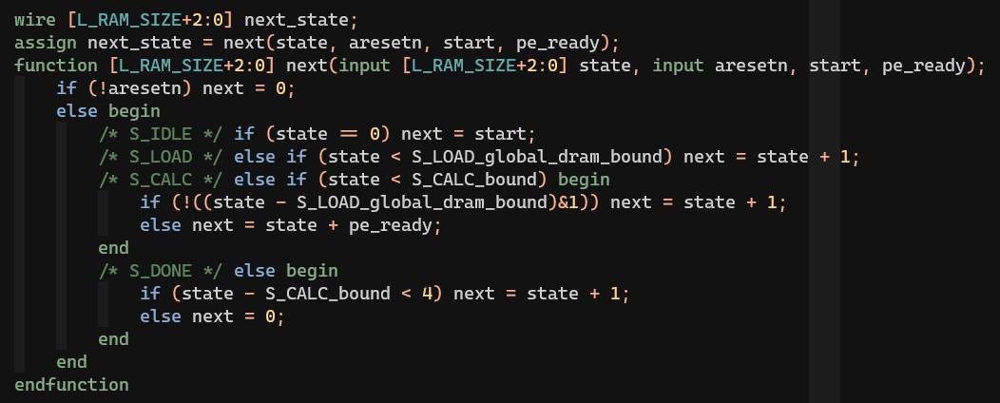 wire [L_RAM_SIZE+2:0] next_state;
assign next_state = next(state, aresetn, start, pe_ready);
function [L_RAM_SIZE+2:0] next(input [L_RAM_SIZE+2:0] state, input aresetn, start, pe_ready);
    if (!aresetn) next = 0;
    else begin
        /* S_IDLE */ if (state == 0) next = start;
        /* S_LOAD */ else if (state < S_LOAD_global_dram_bound) next = state + 1;
        /* S_CALC */ else if (state < S_CALC_bound) begin
            if (!((state - S_LOAD_global_dram_bound)&1)) next = state + 1;
            else next = state + pe_ready;
        end
        /* S_DONE */ else begin
            if (state - S_CALC_bound < 4) next = state + 1;
            else next = 0;
        end
    end
endfunction